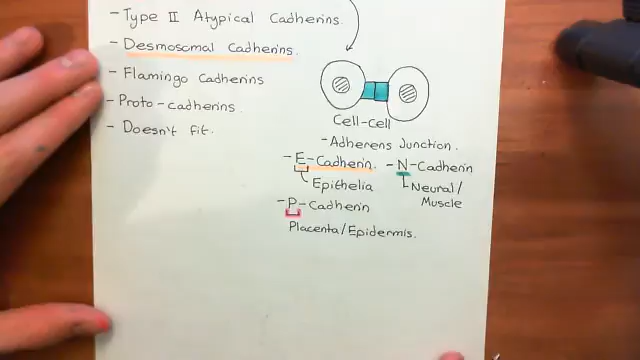 - Type II Atypical Cadherins.
- Desmosomal Cadherins.
- Flamingo Cadherins
- Proto-cadherins.
- Doesn't fit.
Cell-cell
-Adherens Junction.
-E-Cadherin.
Epithelia
-N-Cadherin
Neural/
Muscle
-P-Cadherin
Placenta/Epidermis.